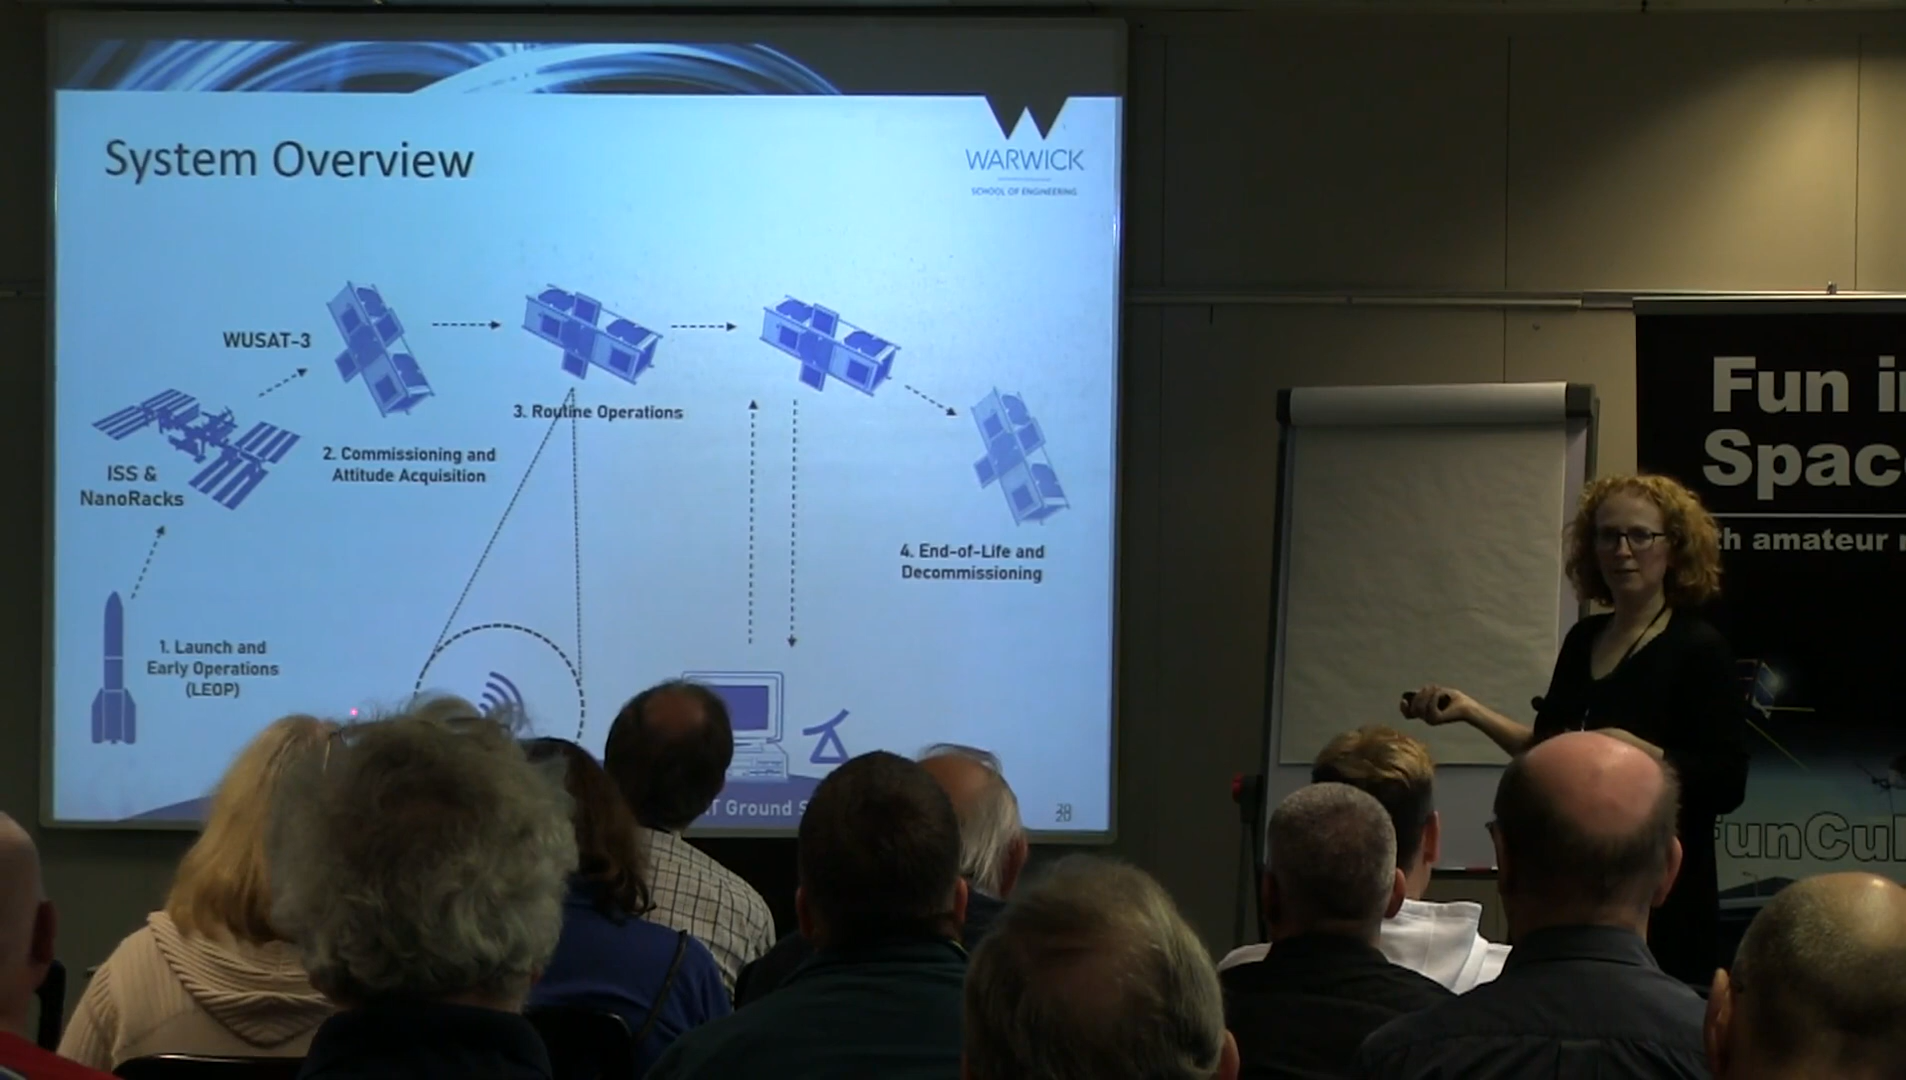 System Overview
WARWICK
SCHOOL OF ENGINEERING
WUSAT-3
3. Routine Operations
2. Commissioning and
Attitude Acquisition
ISS &
NanoRacks
4. End-of-Life and
Decommissioning
1. Launch and
Early Operations
(LEOP)
T Ground S
20
Fun i
Spac
th amateur
FunCu